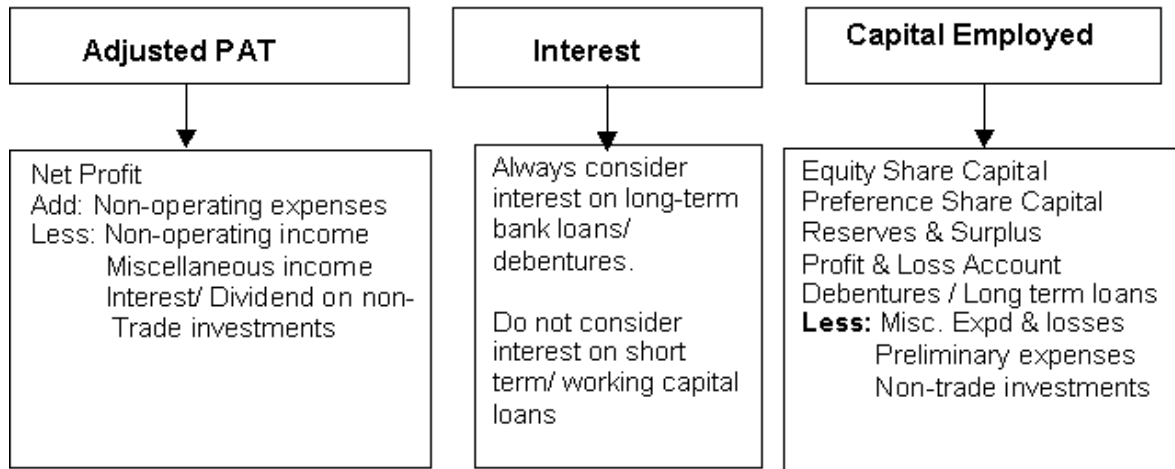 Adjusted PAT
Net Profit
Add: Non-operating expenses
Less: Non-operating income
Miscellaneous income
Interest/ Dividend on non-
Trade investments
Interest
Always consider
interest on long-term
bank loans/
debentures.
Do not consider
interest on short
term/ working capital
loans
Capital Employed
Equity Share Capital
Preference Share Capital
Reserves & Surplus
Profit & Loss Account
Debentures / Long term loans
Less: Misc. Expd & losses
Preliminary expenses
Non-trade investments